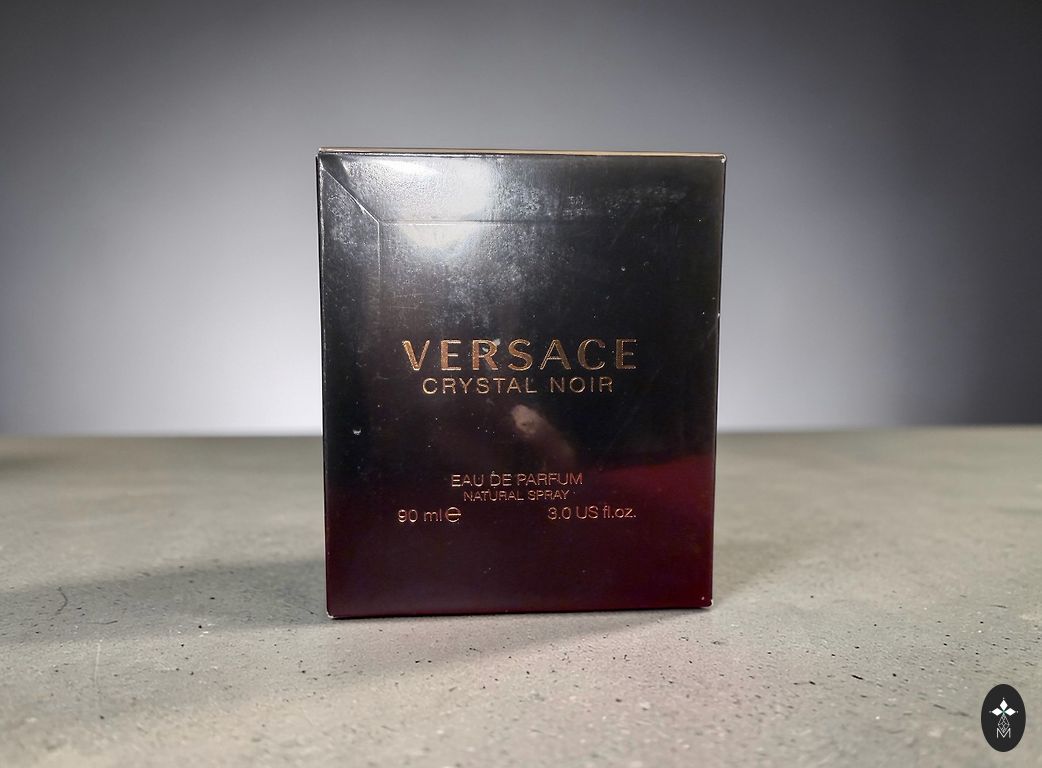 VERSACE
CRYSTAL NOIR
EAU DE PARFUM
NATURAL SPRAY
90 ml ℮ 3.0 US fl.oz.
M